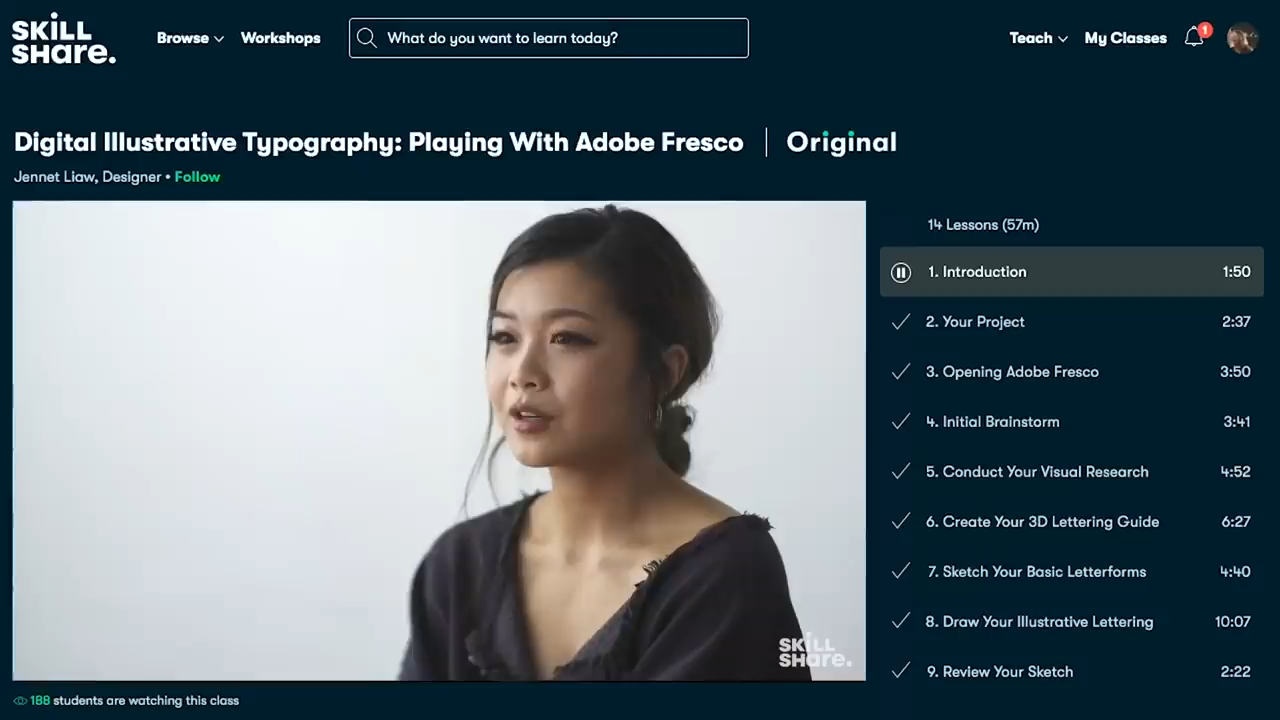 SKILL
SHARE.
Browse
Workshops
What do you want to learn today?
Teach
My Classes
1
Digital Illustrative Typography: Playing With Adobe Fresco | Original
Jennet Liaw, Designer • Follow
14 Lessons (57m)
1. Introduction 1:50
2. Your Project 2:37
3. Opening Adobe Fresco 3:50
4. Initial Brainstorm 3:41
5. Conduct Your Visual Research 4:52
6. Create Your 3D Lettering Guide 6:27
7. Sketch Your Basic Letterforms 4:40
8. Draw Your Illustrative Lettering 10:07
9. Review Your Sketch 2:22
SKILL
SHARE.
188 students are watching this class